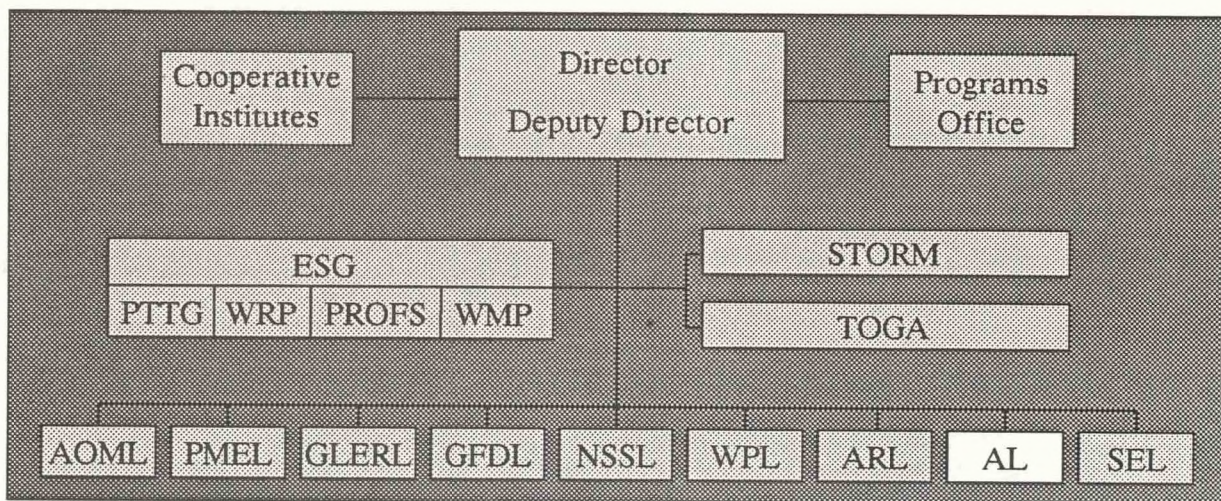 Cooperative
Institutes
Director
Deputy Director
Programs
Office
ESG
PTTG WRP PROFS WMP
STORM
TOGA
AOML PMEL GLERL GFDL NSSL WPL ARL AL SEL